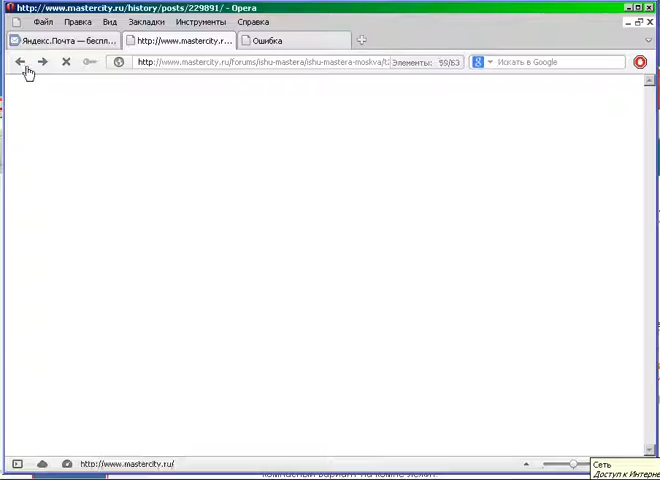 http://www.mastercity.ru/history/posts/229891/ - Opera
Файл Правка Вид Закладки Инструменты Справка
Яндекс.Почта — беспл... http://www.mastercity.r... Ошибка
http://www.mastercity.ru/forums/ishu-mastera/ishu-mastera-moskva/t2 Элементы: 59/63 Искать в Google
http://www.mastercity.ru/
Сеть
Доступ к Интерне